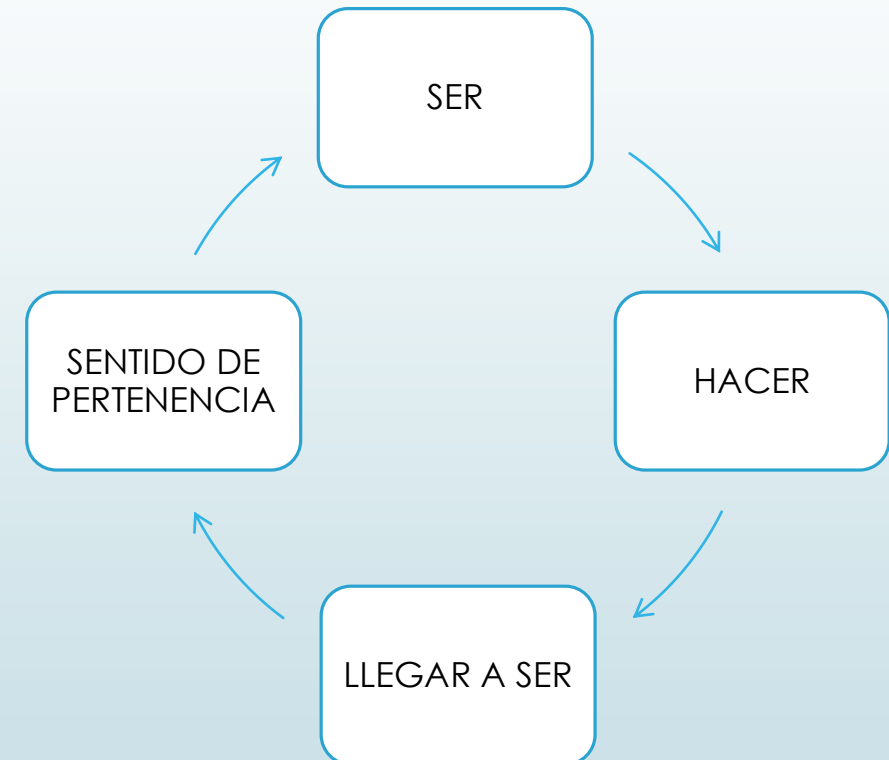 SER
HACER
LLEGAR A SER
SENTIDO DE
PERTENENCIA